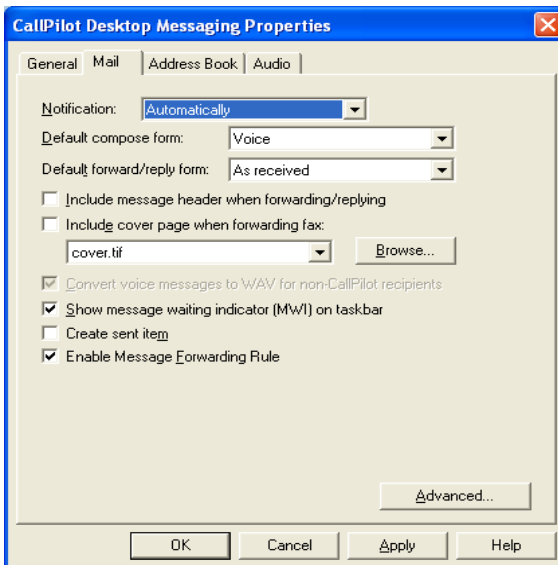 CallPilot Desktop Messaging Properties
General Mail Address Book Audio
Notification: Automatically
Default compose form: Voice
Default forward/reply form: As received
Include message header when forwarding/replying
Include cover page when forwarding fax:
cover.tif Browse...
Convert voice messages to WAV for non-CallPilot recipients
Show message waiting indicator (MWI) on taskbar
Create sent item
Enable Message Forwarding Rule
Advanced...
OK Cancel Apply Help